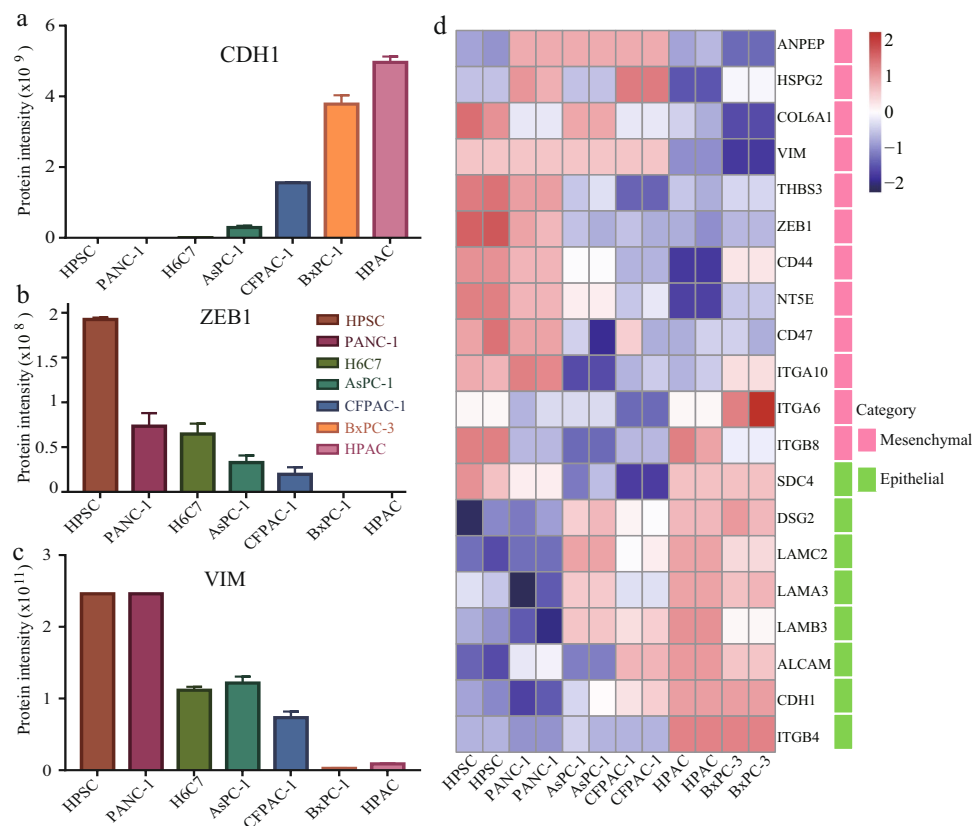 a
CDH1
Protein intensity (x10^9)
6
4
2
0
HPSC
PANC-1
H6C7
AsPC-1
CFPAC-1
BxPC-1
HPAC
b
ZEB1
Protein intensity (x10^8)
2
1.5
1
0.5
0
HPSC
PANC-1
H6C7
AsPC-1
CFPAC-1
BxPC-3
HPAC
HPSC
PANC-1
H6C7
AsPC-1
CFPAC-1
BxPC-1
HPAC
c
VIM
Protein intensity (x10^11)
3
2
1
0
HPSC
PANC-1
H6C7
AsPC-1
CFPAC-1
BxPC-1
HPAC
d
ANPEP
HSPG2
COL6A1
VIM
THBS3
ZEB1
CD44
NT5E
CD47
ITGA10
ITGA6
ITGB8
SDC4
DSG2
LAMC2
LAMA3
LAMB3
ALCAM
CDH1
ITGB4
HPSC
HPSC
PANC-1
PANC-1
AsPC-1
AsPC-1
CFPAC-1
CFPAC-1
HPAC
HPAC
BxPC-3
BxPC-3
2
1
0
−1
−2
Category
Mesenchymal
Epithelial